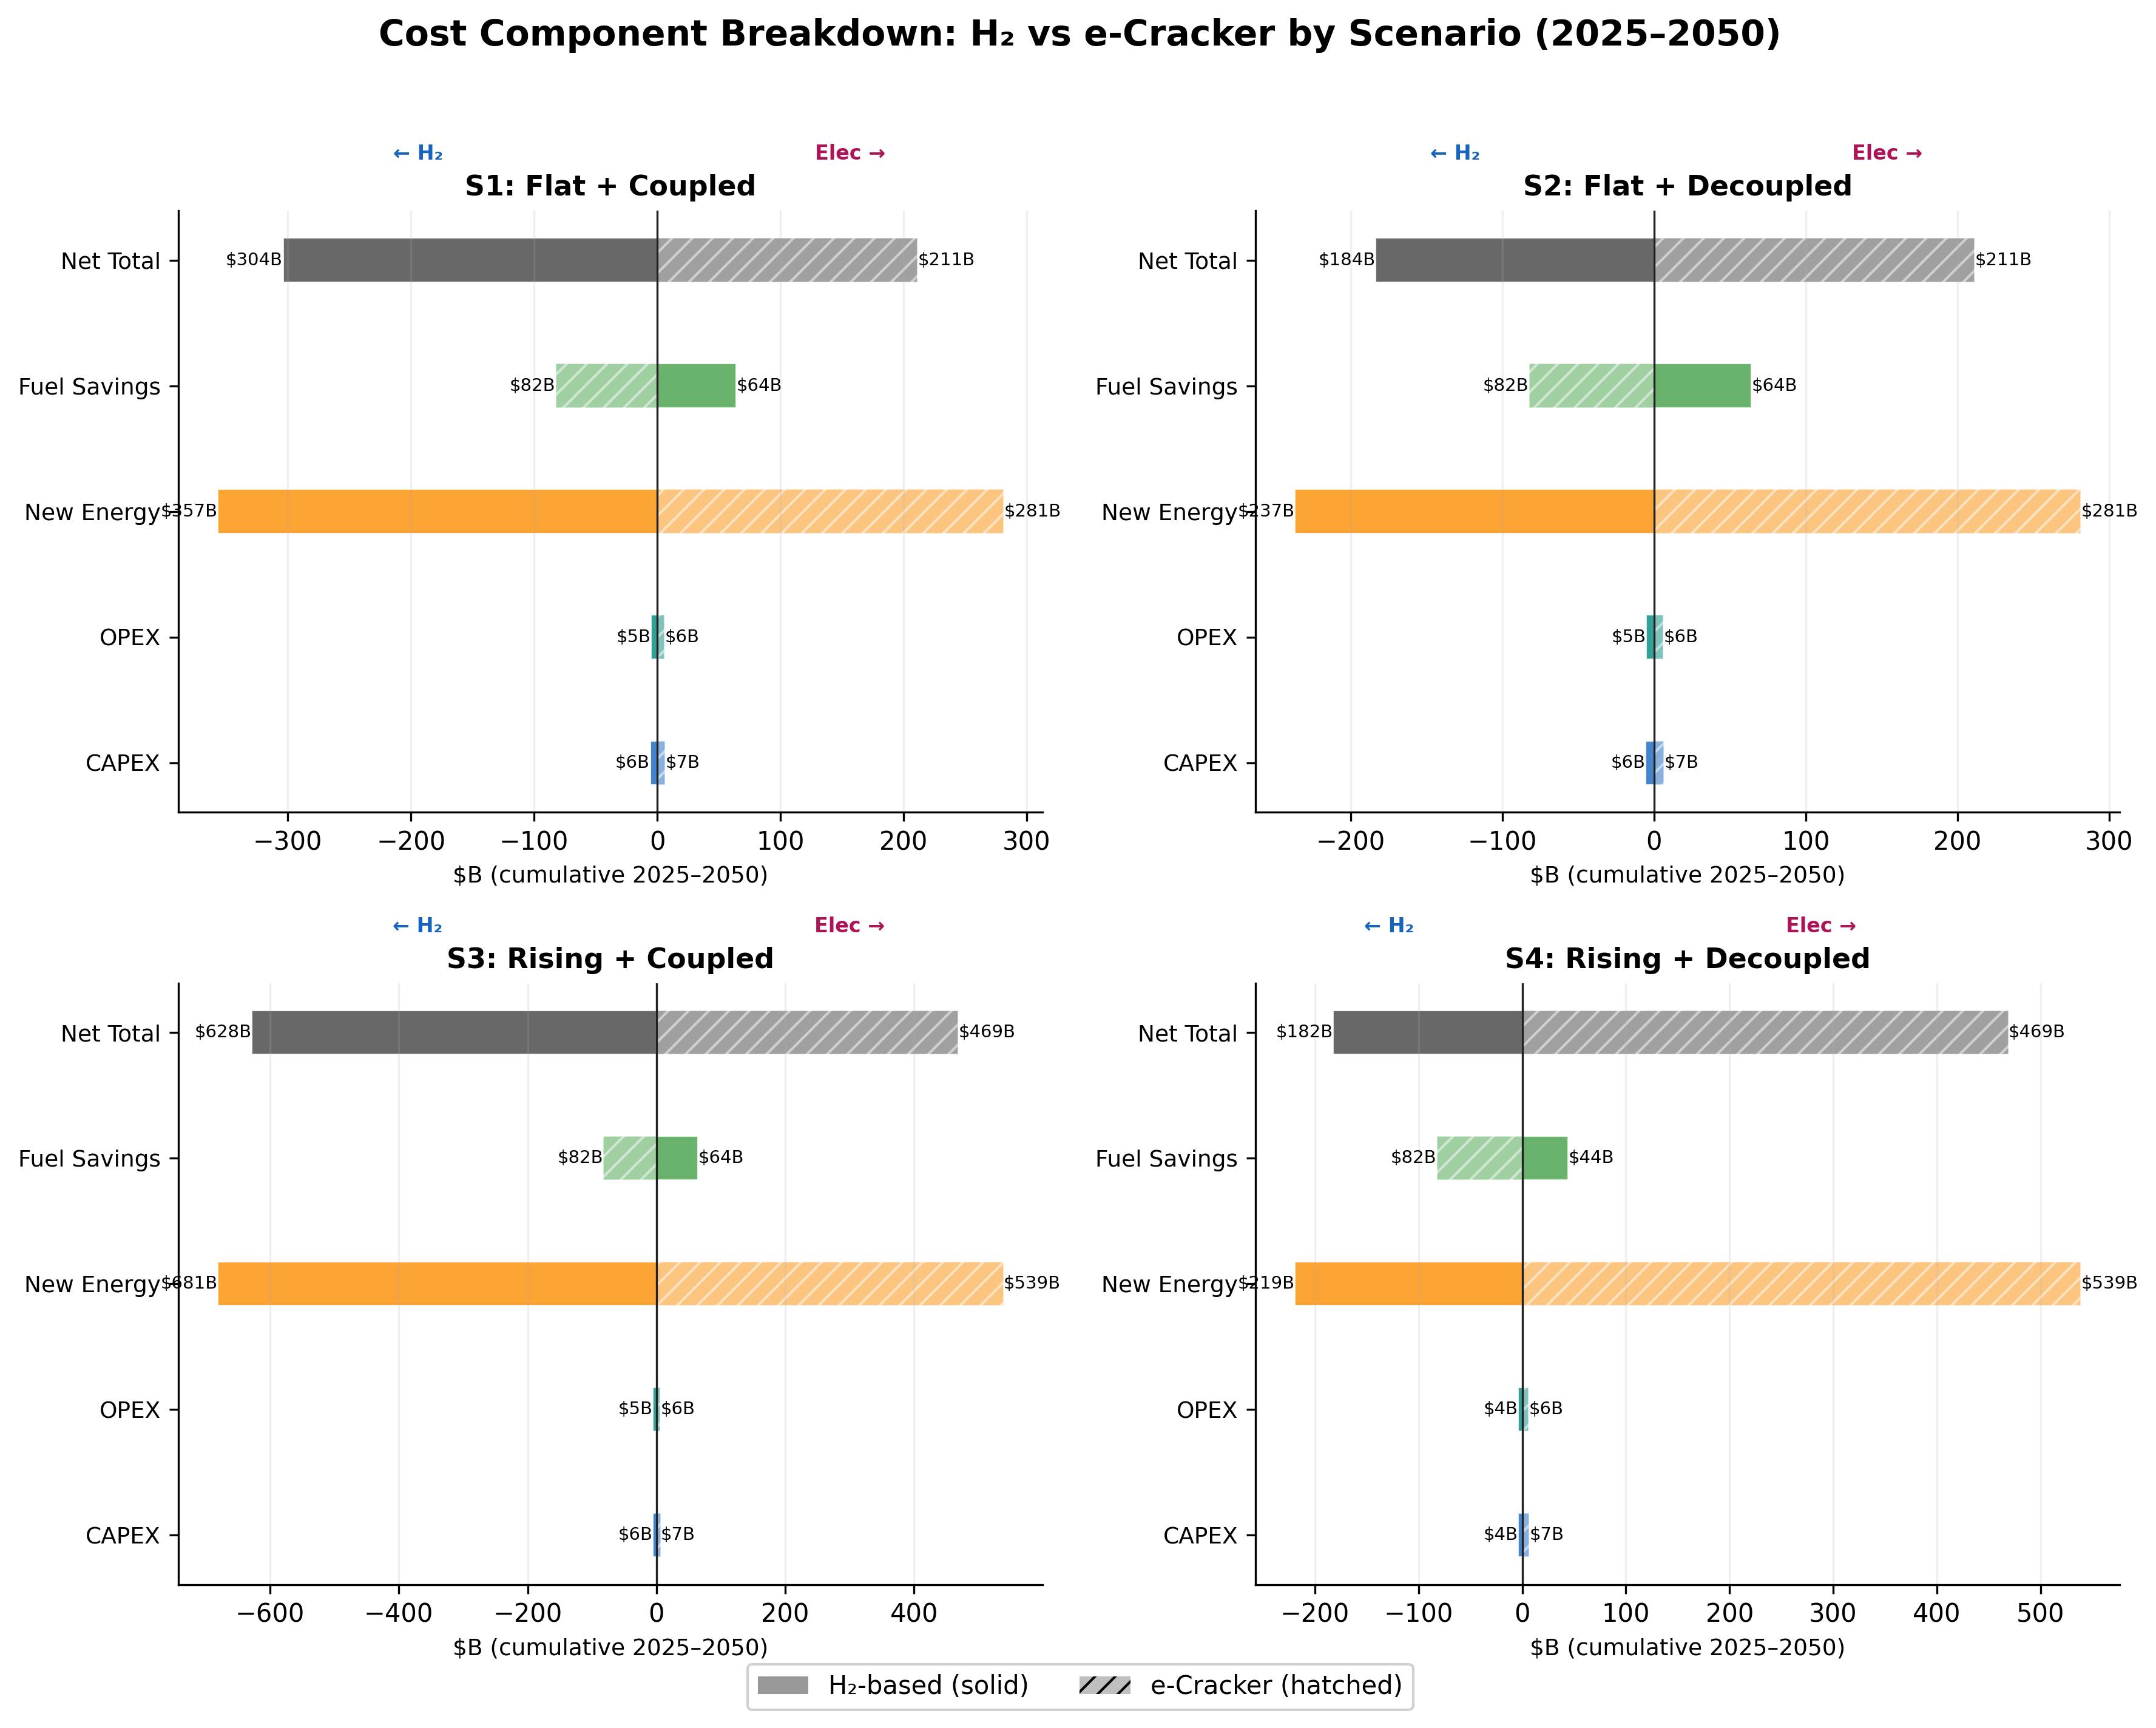 Cost Component Breakdown: H₂ vs e-Cracker by Scenario (2025–2050)
← H₂ Elec →
S1: Flat + Coupled
Net Total $304B $211B
Fuel Savings $82B $64B
New Energy $357B $281B
OPEX $5B $6B
CAPEX $6B $7B
−300 −200 −100 0 100 200 300
$B (cumulative 2025–2050)
← H₂ Elec →
S2: Flat + Decoupled
Net Total $184B $211B
Fuel Savings $82B $64B
New Energy $237B $281B
OPEX $5B $6B
CAPEX $6B $7B
−200 −100 0 100 200 300
$B (cumulative 2025–2050)
← H₂ Elec →
S3: Rising + Coupled
Net Total $628B $469B
Fuel Savings $82B $64B
New Energy $681B $539B
OPEX $5B $6B
CAPEX $6B $7B
−600 −400 −200 0 200 400
$B (cumulative 2025–2050)
← H₂ Elec →
S4: Rising + Decoupled
Net Total $182B $469B
Fuel Savings $82B $44B
New Energy $219B $539B
OPEX $4B $6B
CAPEX $4B $7B
−200 −100 0 100 200 300 400 500
$B (cumulative 2025–2050)
H₂-based (solid) e-Cracker (hatched)